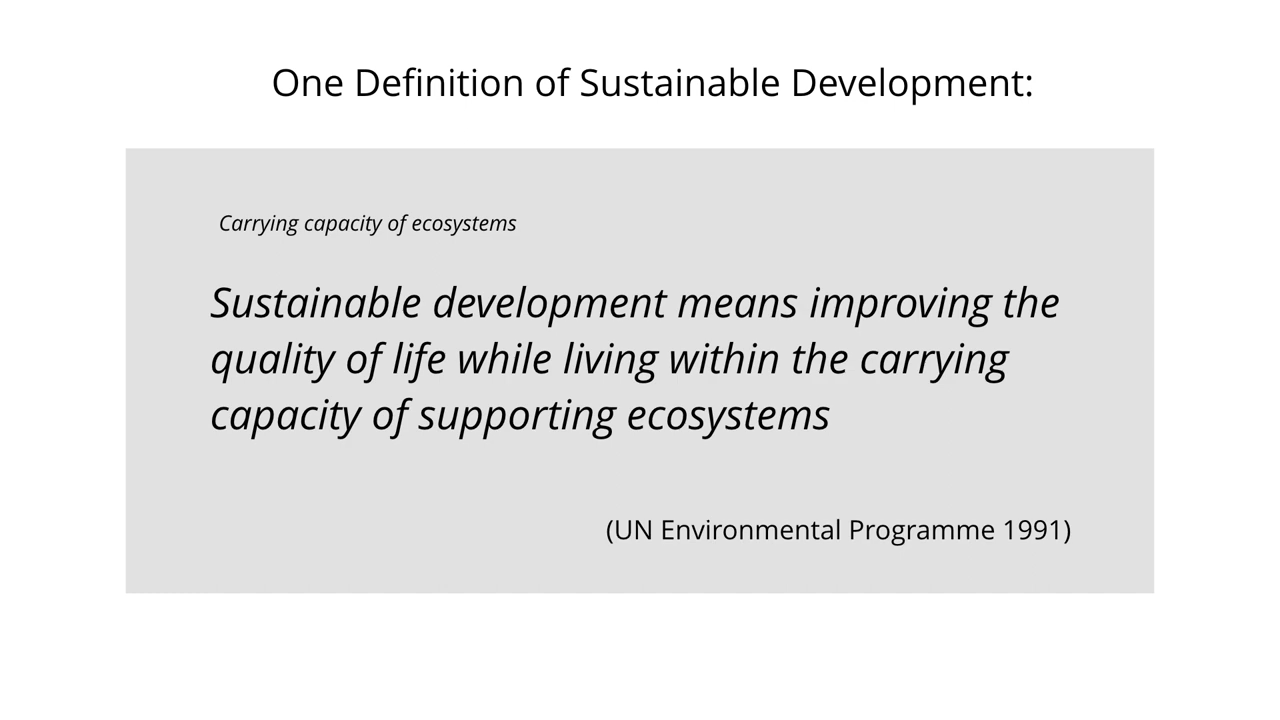 One Definition of Sustainable Development:
Carrying capacity of ecosystems
Sustainable development means improving the
quality of life while living within the carrying
capacity of supporting ecosystems
(UN Environmental Programme 1991)